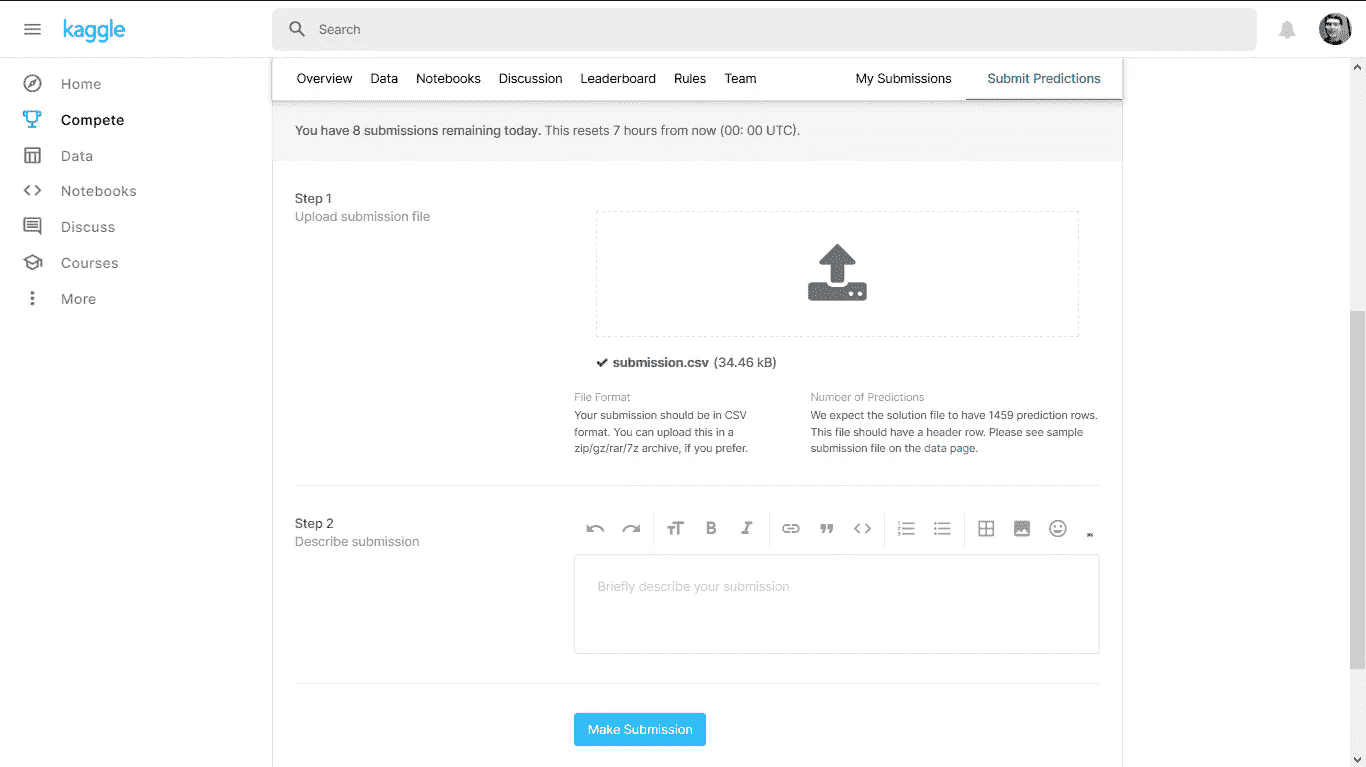 kaggle
Search
Home
Compete
Data
Notebooks
Discuss
Courses
More
Overview Data Notebooks Discussion Leaderboard Rules Team My Submissions Submit Predictions
You have 8 submissions remaining today. This resets 7 hours from now (00: 00 UTC).
Step 1
Upload submission file
submission.csv (34.46 kB)
File Format
Your submission should be in CSV
format. You can upload this in a
zip/gz/rar/7z archive, if you prefer.
Number of Predictions
We expect the solution file to have 1459 prediction rows.
This file should have a header row. Please see sample
submission file on the data page.
Step 2
Describe submission
Briefly describe your submission
Make Submission